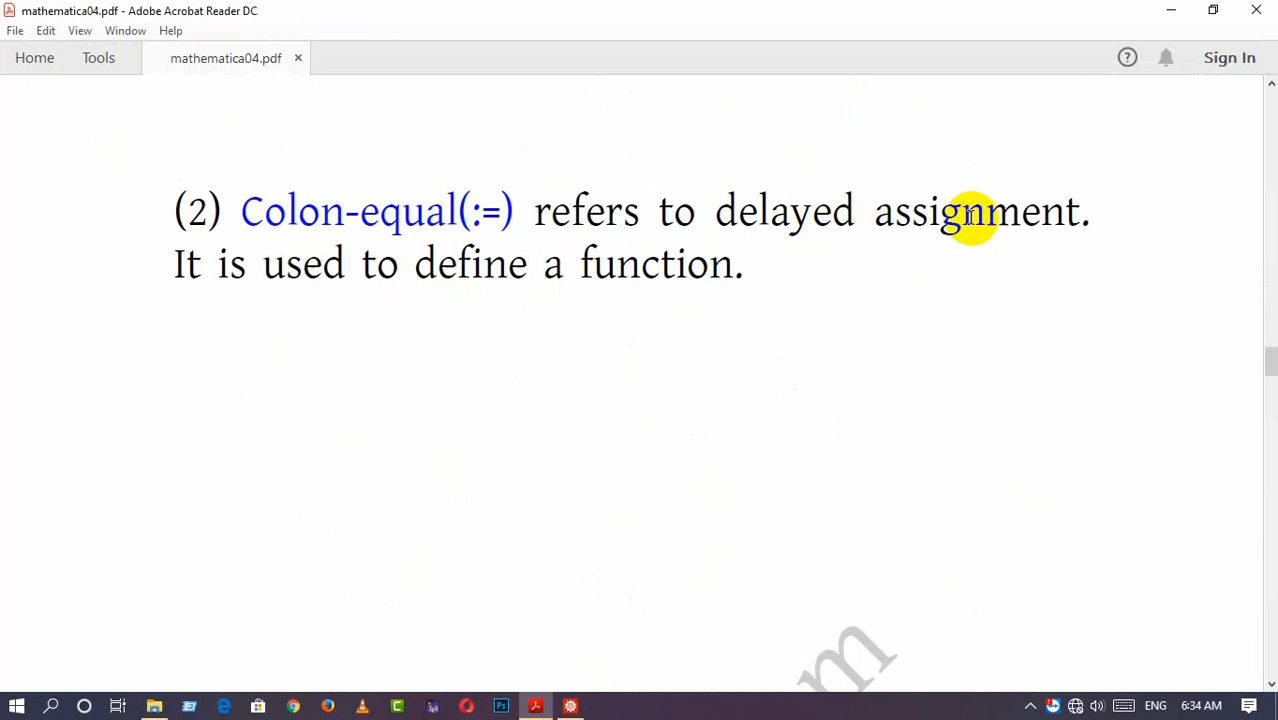 mathematica04.pdf - Adobe Acrobat Reader DC
File Edit View Window Help
Home Tools mathematica04.pdf × ? Sign In
(2) Colon-equal(:=) refers to delayed assignment.
It is used to define a function.
m
Ps ENG 6:34 AM